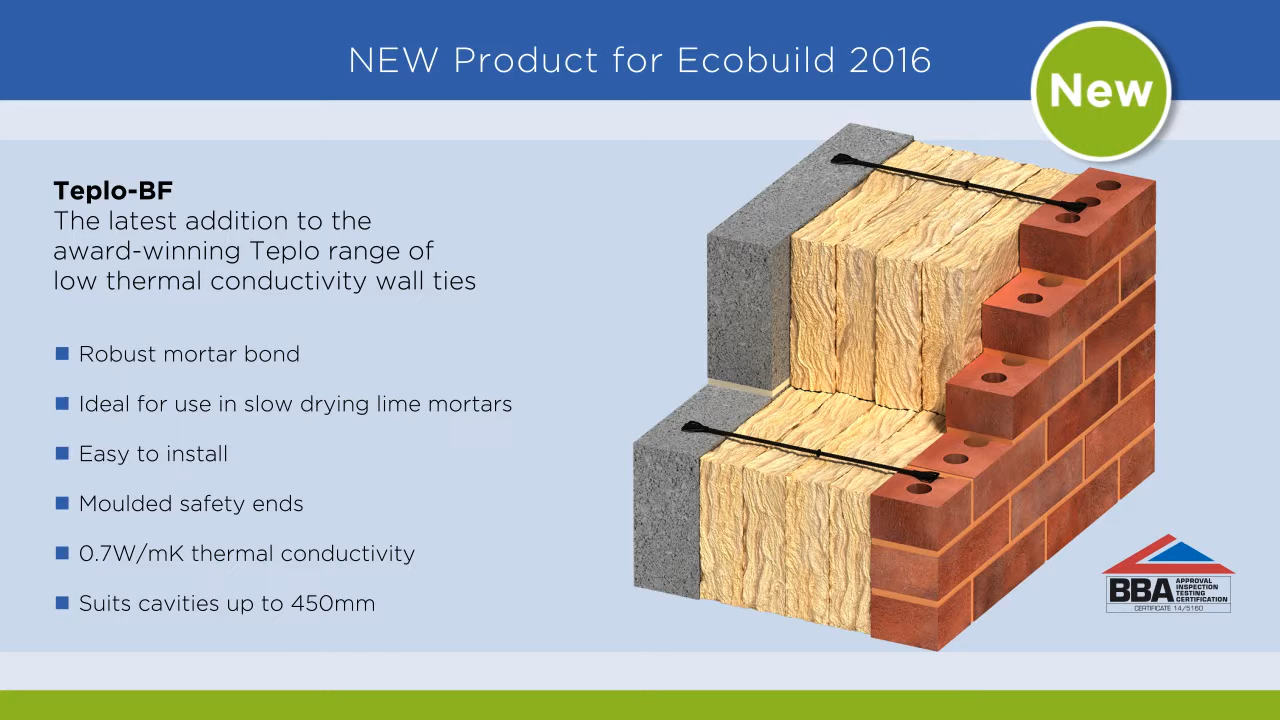 NEW Product for Ecobuild 2016
New
Teplo-BF
The latest addition to the
award-winning Teplo range of
low thermal conductivity wall ties
Robust mortar bond
Ideal for use in slow drying lime mortars
Easy to install
Moulded safety ends
0.7W/mK thermal conductivity
Suits cavities up to 450mm
BBA
APPROVAL
INSPECTION
TESTING
CERTIFICATION
CERTIFICATE 14/5160